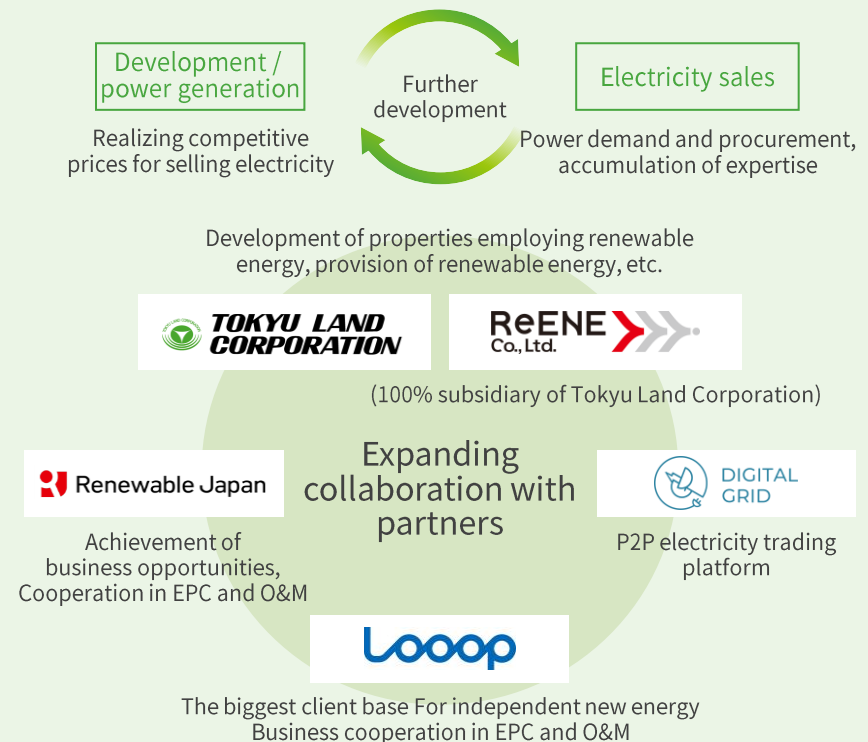 Development /
power generation
Further
development
Electricity sales
Realizing competitive
prices for selling electricity
Power demand and procurement,
accumulation of expertise
Development of properties employing renewable
energy, provision of renewable energy, etc.
TOKYU LAND CORPORATION
TOKYU LAND
CORPORATION
ReENE
Co., Ltd.
(100% subsidiary of Tokyu Land Corporation)
Expanding
collaboration with
partners
Renewable Japan
Achievement of
business opportunities,
Cooperation in EPC and O&M
DIGITAL
GRID
P2P electricity trading
platform
Looop
The biggest client base For independent new energy
Business cooperation in EPC and O&M